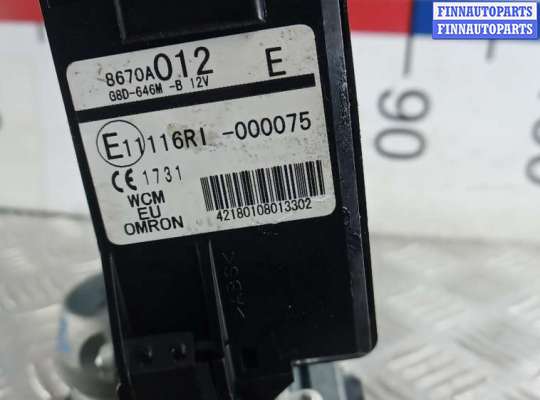 FINNAUTOPARTS
FINNAUTOPARTS
8670A012 E
G8D-646M -B 12V
E11 116RI -000075
CE 1731
WCM
EU
OMRON
42180108013302
90